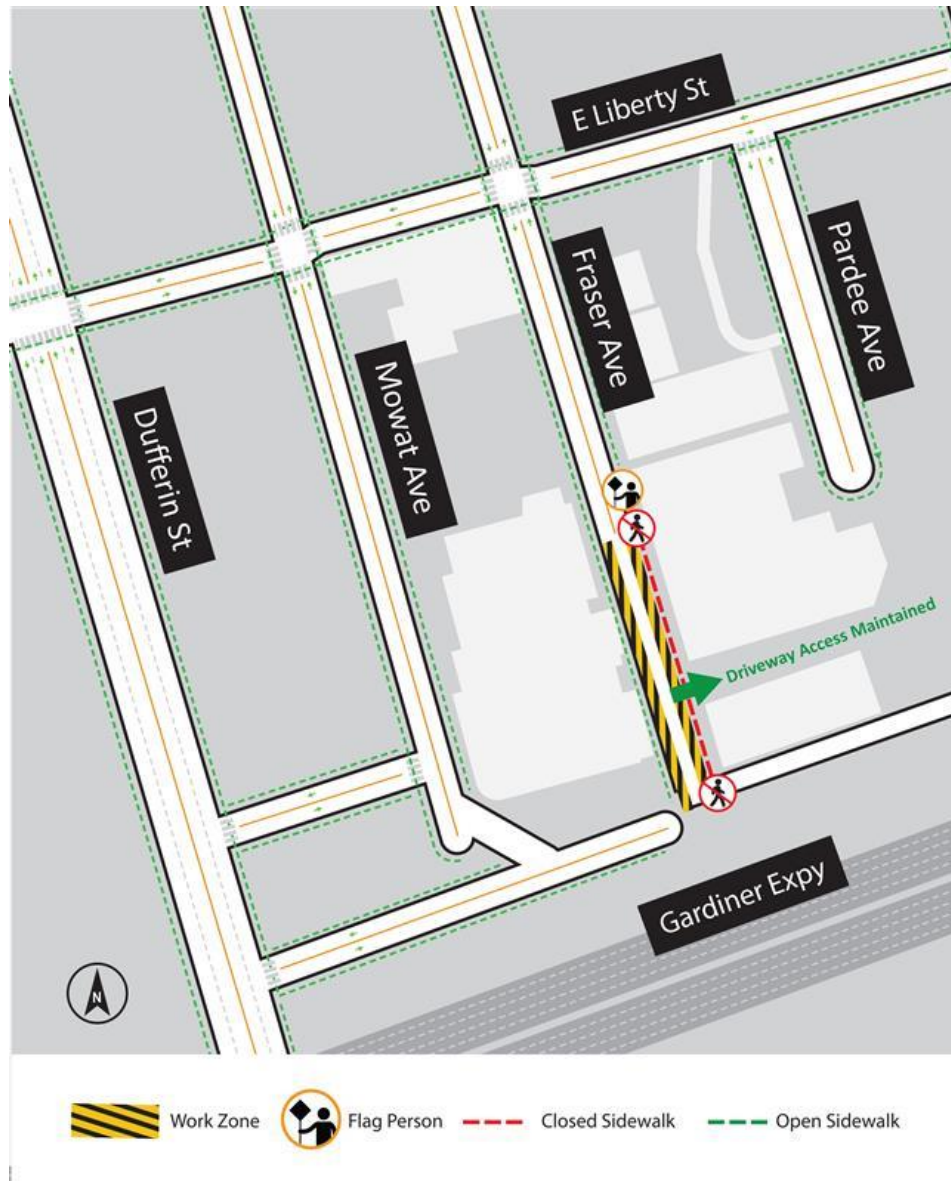 E Liberty St
Pardee Ave
Fraser Ave
Mowat Ave
Dufferin St
Driveway Access Maintained
Gardiner Expy
N
Work Zone
Flag Person
Closed Sidewalk
Open Sidewalk